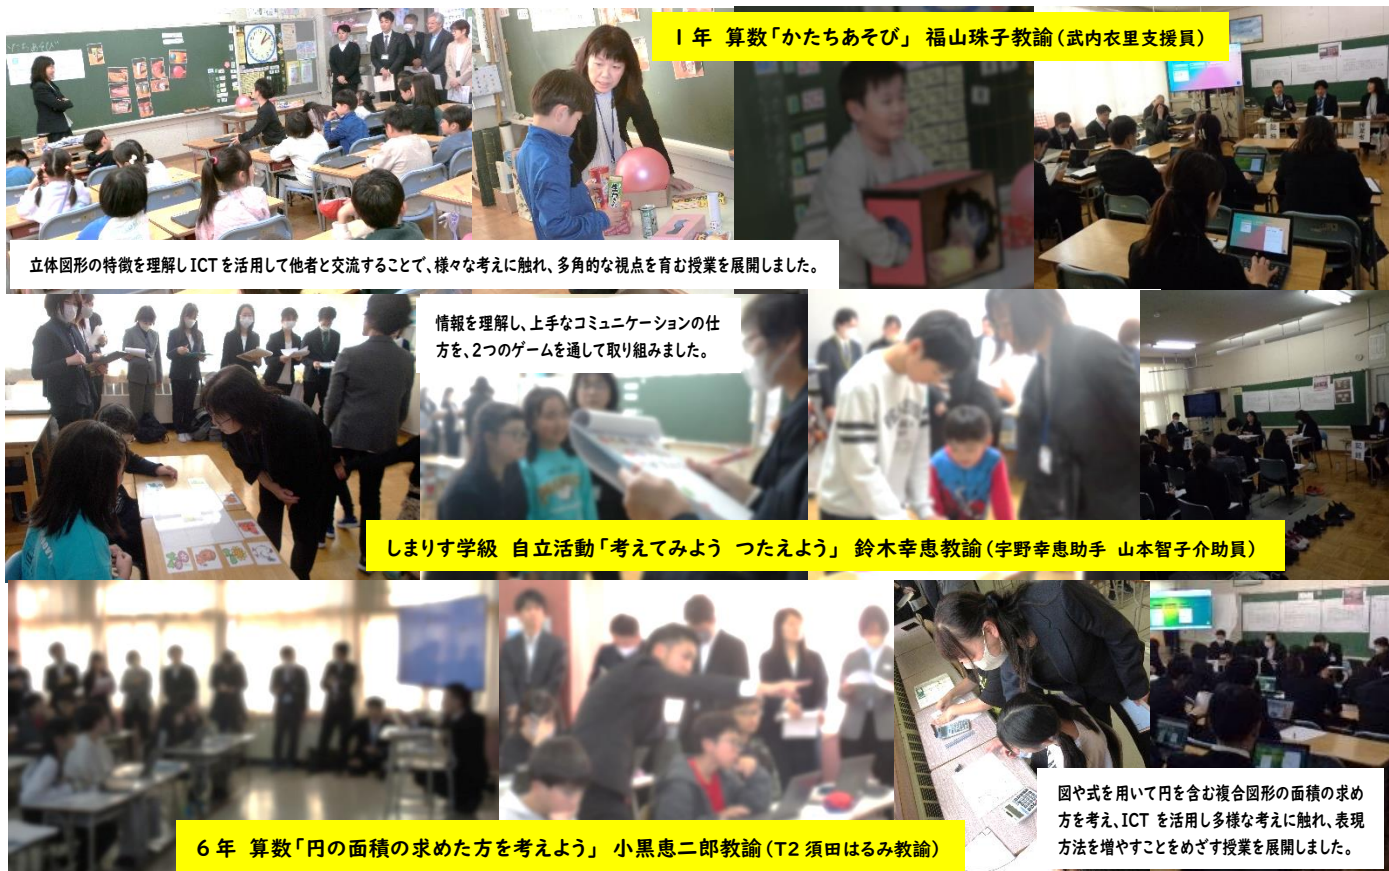 1年 算数「かたちあそび」 福山珠子教諭（武内衣里支援員）
立体図形の特徴を理解しICTを活用して他者と交流することで、様々な考えに触れ、多角的な視点を育む授業を展開しました。
情報を理解し、上手なコミュニケーションの仕
方を、2つのゲームを通して取り組みました。
しまりす学級 自立活動「考えてみよう つたえよう」 鈴木幸恵教諭（宇野幸恵助手 山本智子介助員）
6年 算数「円の面積の求めた方を考えよう」 小黒恵二郎教諭（T2 須田はるみ教諭）
図や式を用いて円を含む複合図形の面積の求め
方を考え、ICT を活用し多様な考えに触れ、表現
方法を増やすことをめざす授業を展開しました。